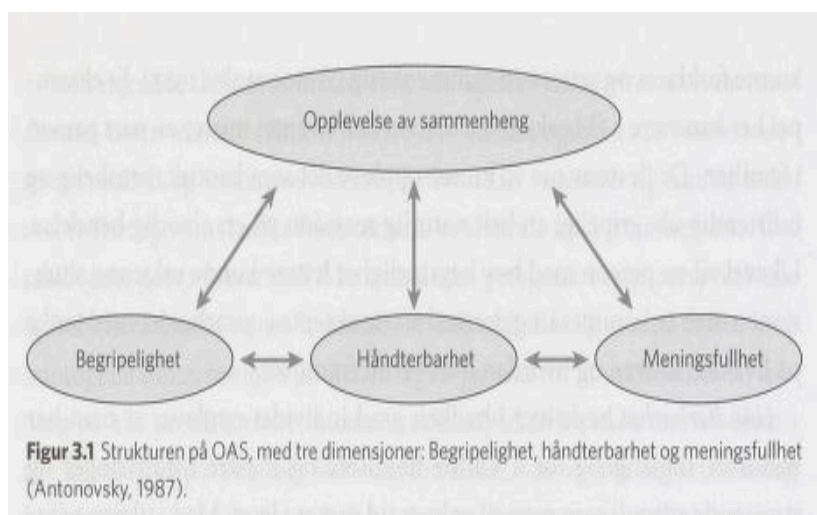 Opplevelse av sammenheng
Begripelighet
Håndterbarhet
Meningsfullhet
Figur 3.1 Strukturen på OAS, med tre dimensjoner: Begripelighet, håndterbarhet og meningsfullhet
(Antonovsky, 1987).